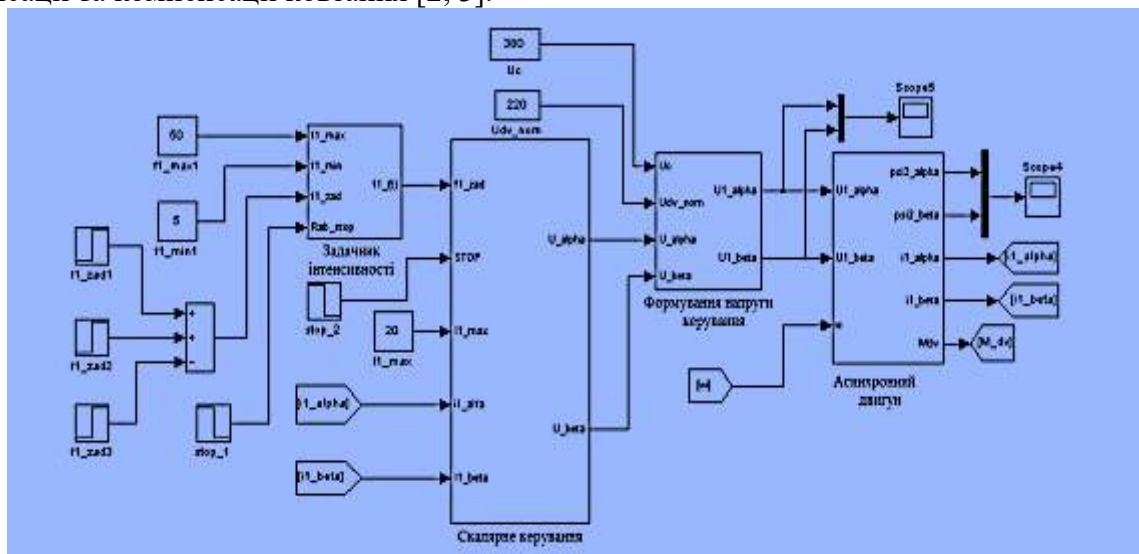 300
Uc
220
Udv_nom
Scope5
Scope4
60
f1_max1
5
f1_min1
f1_max
f1_min
f1_zad
Rab_stop
f1_f(t)
Задачник
інтенсивності
f1_zad1
f1_zad2
f1_zad3
+
+
−
stop_1
stop_2
20
I1_max
[i1_alpha]
[i1_beta]
f1_zad
STOP
I1_max
i1_alfa
i1_beta
U_alpha
U_beta
Скалярне керування
Uc
Udv_nom
U_alpha
U_beta
U1_alpha
U1_beta
Формування напруги
керування
[w]
U1_alpha
U1_beta
w
psi2_alpha
psi2_beta
i1_alpha
i1_beta
Mdv
Асинхронний
двигун
[i1_alpha]
[i1_beta]
[M_dv]